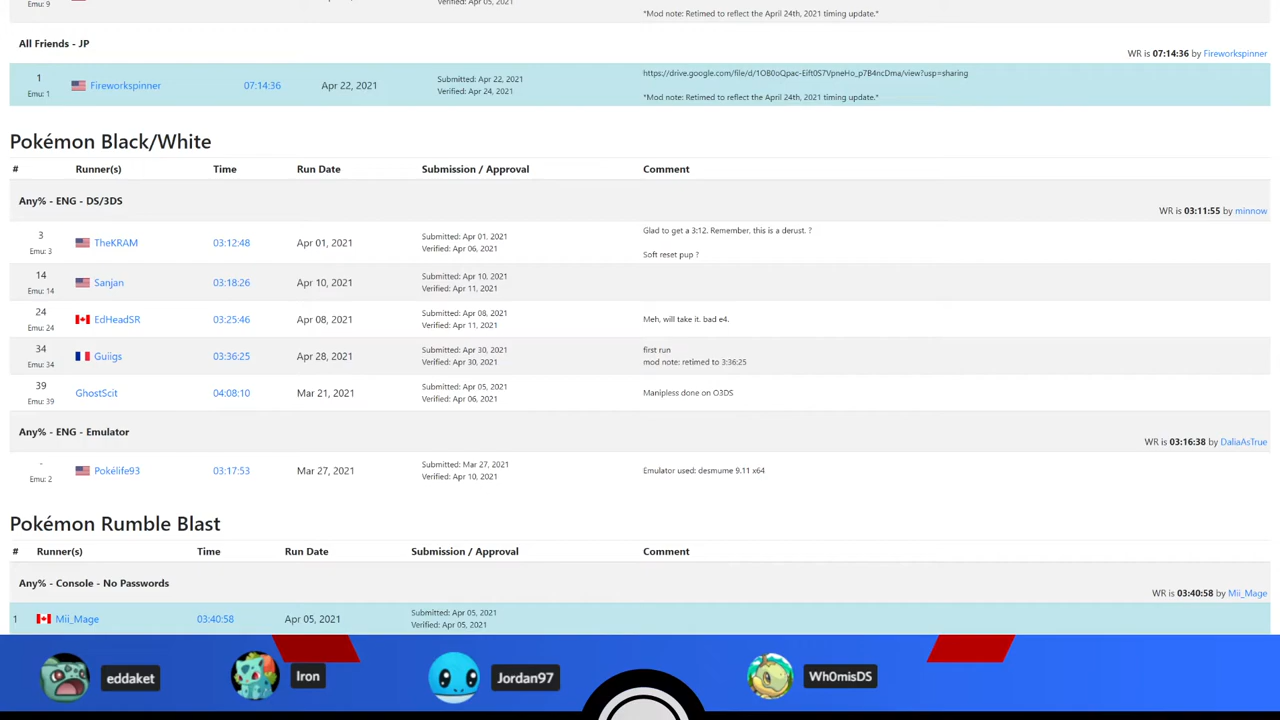 Emu: 9
Verified: Apr 05, 2021
*Mod note: Retimed to reflect the April 24th, 2021 timing update.*
All Friends - JP
WR is 07:14:36 by Fireworkspinner
1
Emu: 1
Fireworkspinner
07:14:36
Apr 22, 2021
Submitted: Apr 22, 2021
Verified: Apr 24, 2021
https://drive.google.com/file/d/1OB0oQpac-Eift0S7VpneHo_p7B4ncDma/view?usp=sharing
*Mod note: Retimed to reflect the April 24th, 2021 timing update.*
Pokémon Black/White
# Runner(s) Time Run Date Submission / Approval Comment
Any% - ENG - DS/3DS
WR is 03:11:55 by minnow
3
Emu: 3
TheKRAM
03:12:48
Apr 01, 2021
Submitted: Apr 01, 2021
Verified: Apr 06, 2021
Glad to get a 3:12. Remember, this is a derust. ?
Soft reset pup ?
14
Emu: 14
Sanjan
03:18:26
Apr 10, 2021
Submitted: Apr 10, 2021
Verified: Apr 11, 2021
24
Emu: 24
EdHeadSR
03:25:46
Apr 08, 2021
Submitted: Apr 08, 2021
Verified: Apr 11, 2021
Meh, will take it. bad e4.
34
Emu: 34
Guiigs
03:36:25
Apr 28, 2021
Submitted: Apr 30, 2021
Verified: Apr 30, 2021
first run
mod note: retimed to 3:36:25
39
Emu: 39
GhostScit
04:08:10
Mar 21, 2021
Submitted: Apr 05, 2021
Verified: Apr 06, 2021
Manipless done on O3DS
Any% - ENG - Emulator
WR is 03:16:38 by DaliaAsTrue
-
Emu: 2
Pokélife93
03:17:53
Mar 27, 2021
Submitted: Mar 27, 2021
Verified: Apr 10, 2021
Emulator used: desmume 9.11 x64
Pokémon Rumble Blast
# Runner(s) Time Run Date Submission / Approval Comment
Any% - Console - No Passwords
WR is 03:40:58 by Mii_Mage
1
Mii_Mage
03:40:58
Apr 05, 2021
Submitted: Apr 05, 2021
Verified: Apr 05, 2021
eddaket
Iron
Jordan97
Wh0misDS